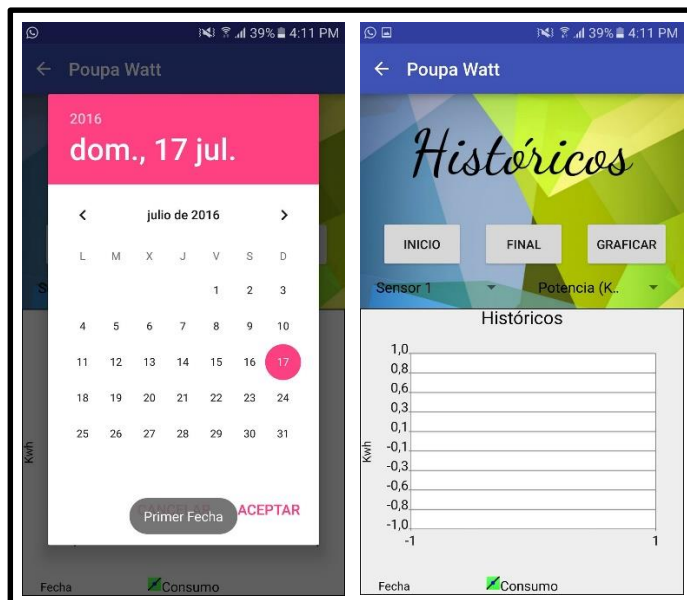 39% 4:11 PM
Poupa Watt
2016
dom., 17 jul.
julio de 2016
L M X J V S D
1 2 3
4 5 6 7 8 9 10
11 12 13 14 15 16 17
18 19 20 21 22 23 24
25 26 27 28 29 30 31
CANCELAR ACEPTAR
Primer Fecha
Kwh
Fecha Consumo
39% 4:11 PM
Poupa Watt
Históricos
INICIO FINAL GRAFICAR
Sensor 1 Potencia (K..
Históricos
1,0
0,8
0,6
0,3
0,1
-0,1
-0,3
-0,6
-0,8
-1,0
-1 1
Kwh
Fecha Consumo